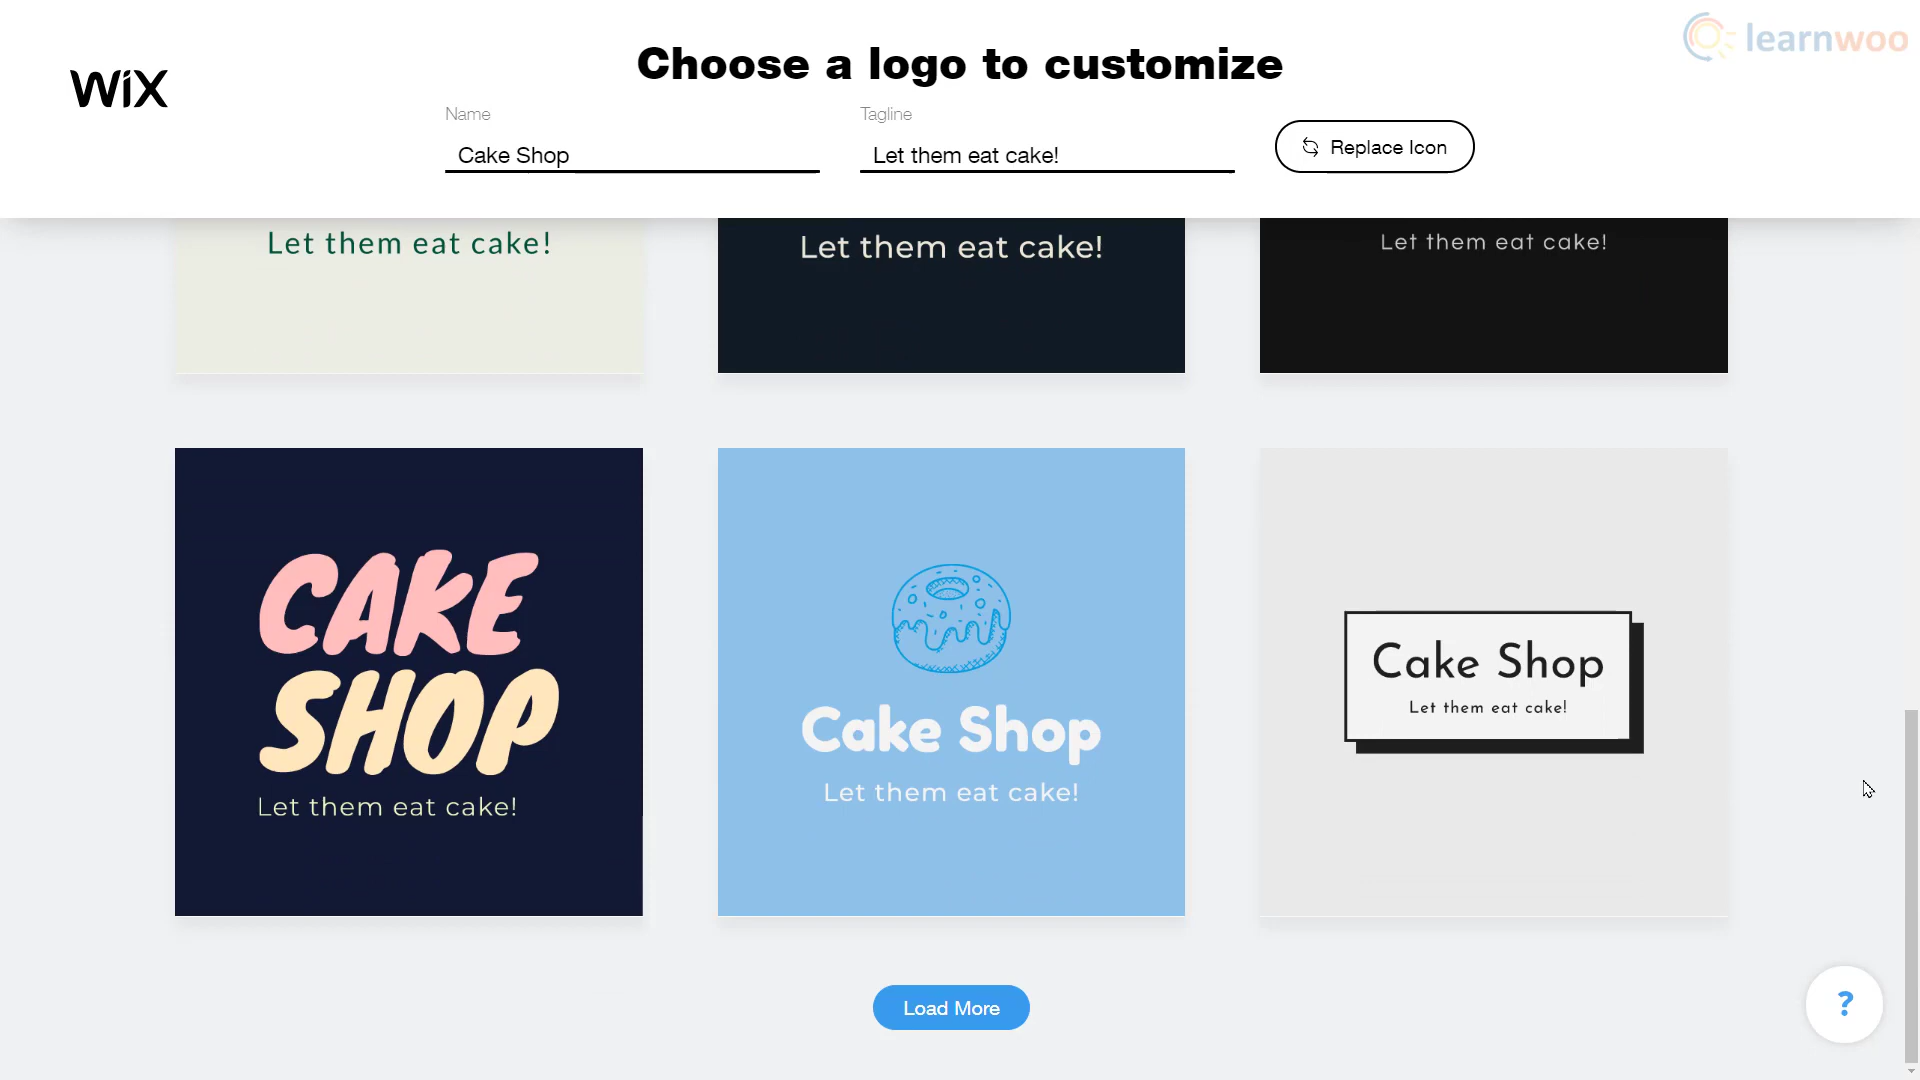 learnwoo
Choose a logo to customize
WiX
Name
Tagline
Cake Shop
Let them eat cake!
Replace Icon
Let them eat cake!
Let them eat cake!
Let them eat cake!
CAKE
SHOP
Let them eat cake!
Cake Shop
Let them eat cake!
Cake Shop
Let them eat cake!
Load More
?